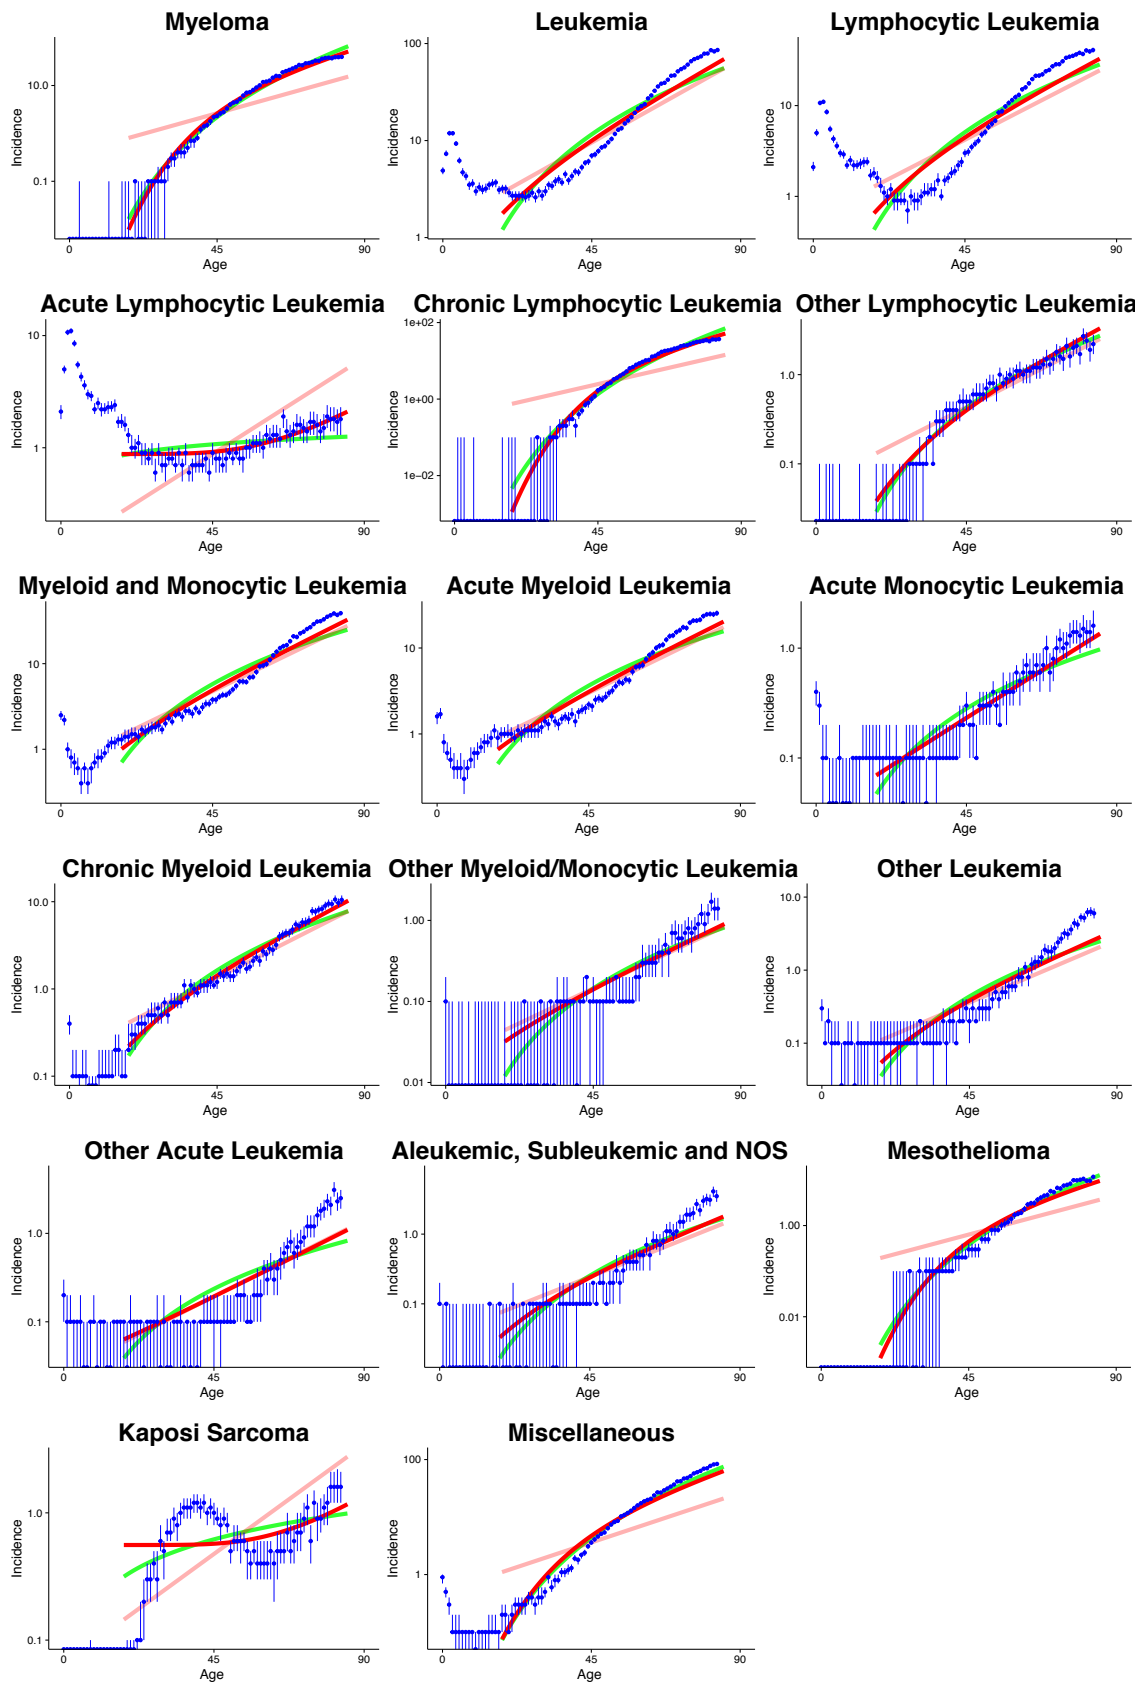 Myeloma Leukemia Lymphocytic Leukemia
10.0
0.1
Incidence
0 45 90
Age
100
10
1
Incidence
0 45 90
Age
10
1
Incidence
0 45 90
Age
Acute Lymphocytic Leukemia Chronic Lymphocytic Leukemia Other Lymphocytic Leukemia
10
1
Incidence
0 45 90
Age
1e+02
1e+00
1e−02
Incidence
0 45 90
Age
1.0
0.1
Incidence
0 45 90
Age
Myeloid and Monocytic Leukemia Acute Myeloid Leukemia Acute Monocytic Leukemia
10
1
Incidence
0 45 90
Age
10
1
Incidence
0 45 90
Age
1.0
0.1
Incidence
0 45 90
Age
Chronic Myeloid Leukemia Other Myeloid/Monocytic Leukemia Other Leukemia
10.0
1.0
0.1
Incidence
0 45 90
Age
1.00
0.10
0.01
Incidence
0 45 90
Age
10.0
1.0
0.1
Incidence
0 45 90
Age
Other Acute Leukemia Aleukemic, Subleukemic and NOS Mesothelioma
1.0
0.1
Incidence
0 45 90
Age
1.0
0.1
Incidence
0 45 90
Age
1.00
0.01
Incidence
0 45 90
Age
Kaposi Sarcoma Miscellaneous
1.0
0.1
Incidence
0 45 90
Age
100
1
Incidence
0 45 90
Age